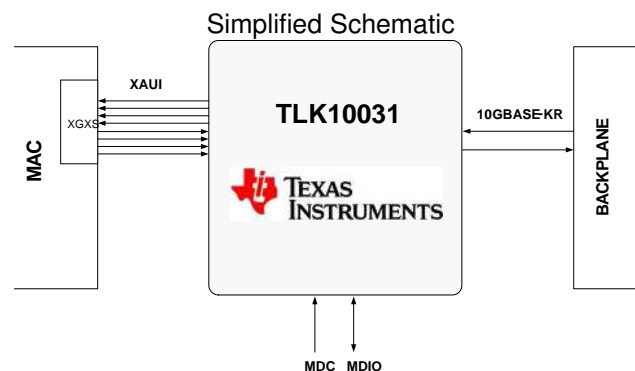 Simplified Schematic
XAUI
TLK10031
10GBASE-KR
XGXS
MAC
BACKPLANE
TEXAS
INSTRUMENTS
MDC MDIO